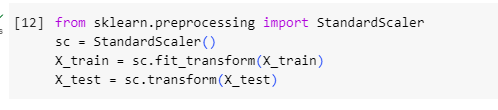 [12] from sklearn.preprocessing import StandardScaler
sc = StandardScaler()
X_train = sc.fit_transform(X_train)
X_test = sc.transform(X_test)